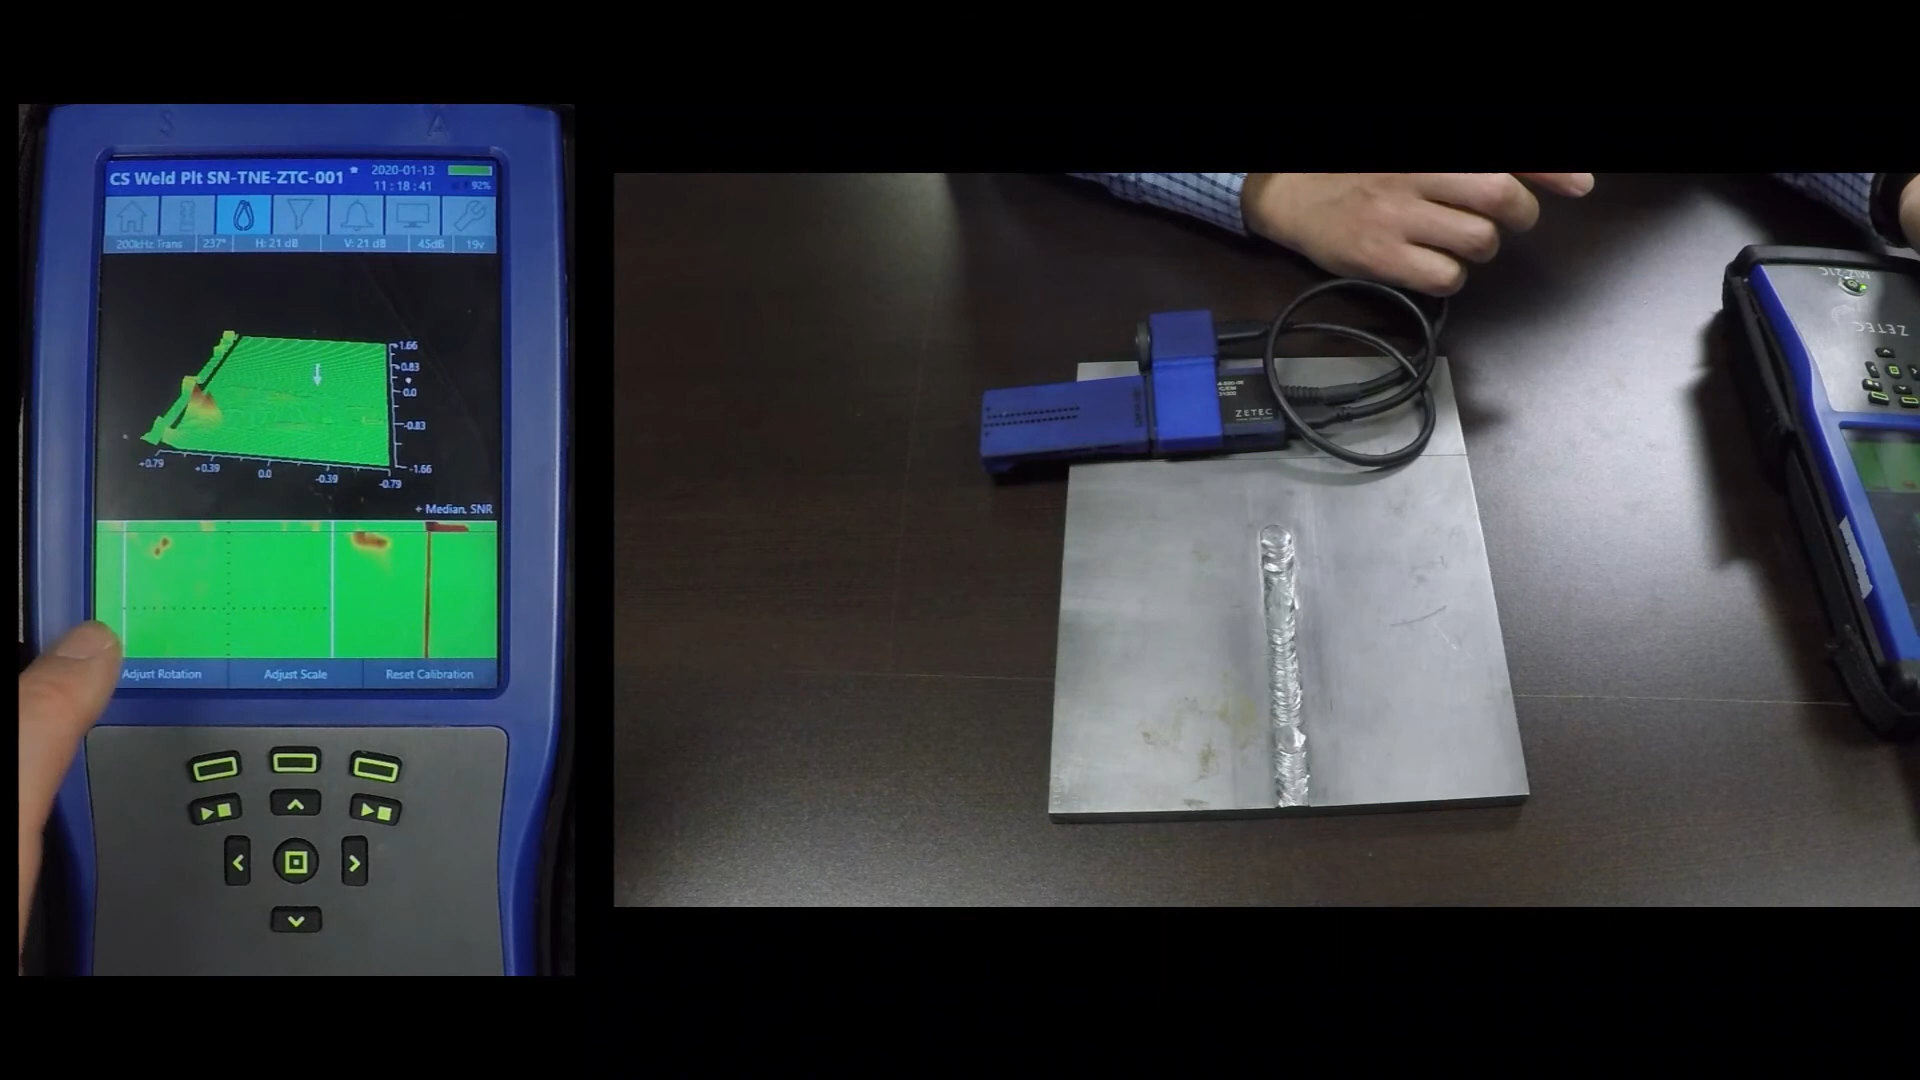 S A
CS Weld Plt SN-TNE-ZTC-001
2020-01-13
11:18:41
92%
200kHz Trans 237° H: 21 dB V: 21 dB 45dB 19v
+1.66
+0.83
0.0
-0.83
-1.66
+0.79 +0.39 0.0 -0.39 -0.79
+ Median, SNR
Adjust Rotation Adjust Scale Reset Calibration
ZETEC
MIZ-21C
ZETEC